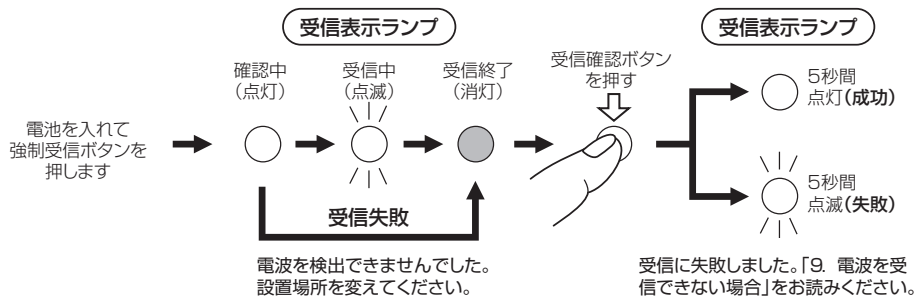 受信表示ランプ
確認中
(点灯)
受信中
(点滅)
受信終了
(消灯)
受信確認ボタン
を押す
受信表示ランプ
5秒間
点灯(成功)
電池を入れて
強制受信ボタンを
押します
受信失敗
5秒間
点滅(失敗)
電波を検出できませんでした。
設置場所を変えてください。
受信に失敗しました。「9. 電波を受
信できない場合」をお読みください。